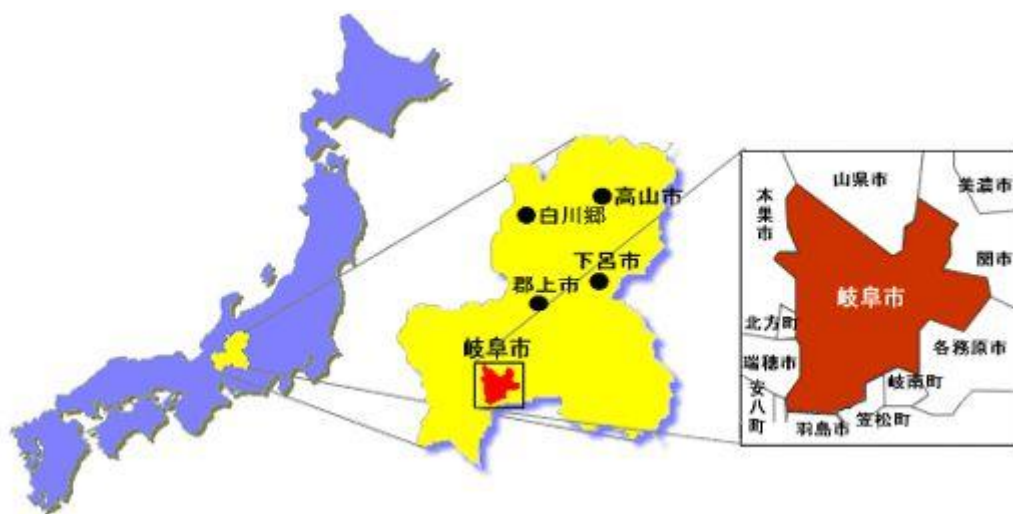 高山市
白川郷
下呂市
郡上市
岐阜市
山県市
美濃市
本巣市
関市
岐阜市
北方町
各務原市
瑞穂市
岐南町
安八町
笠松町
羽島市